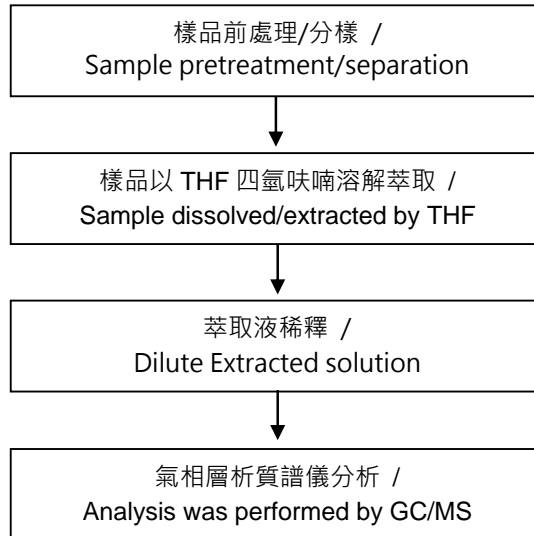 樣品前處理/分樣 /
Sample pretreatment/separation
樣品以 THF 四氫呋喃溶解萃取 /
Sample dissolved/extracted by THF
萃取液稀釋 /
Dilute Extracted solution
氣相層析質譜儀分析 /
Analysis was performed by GC/MS